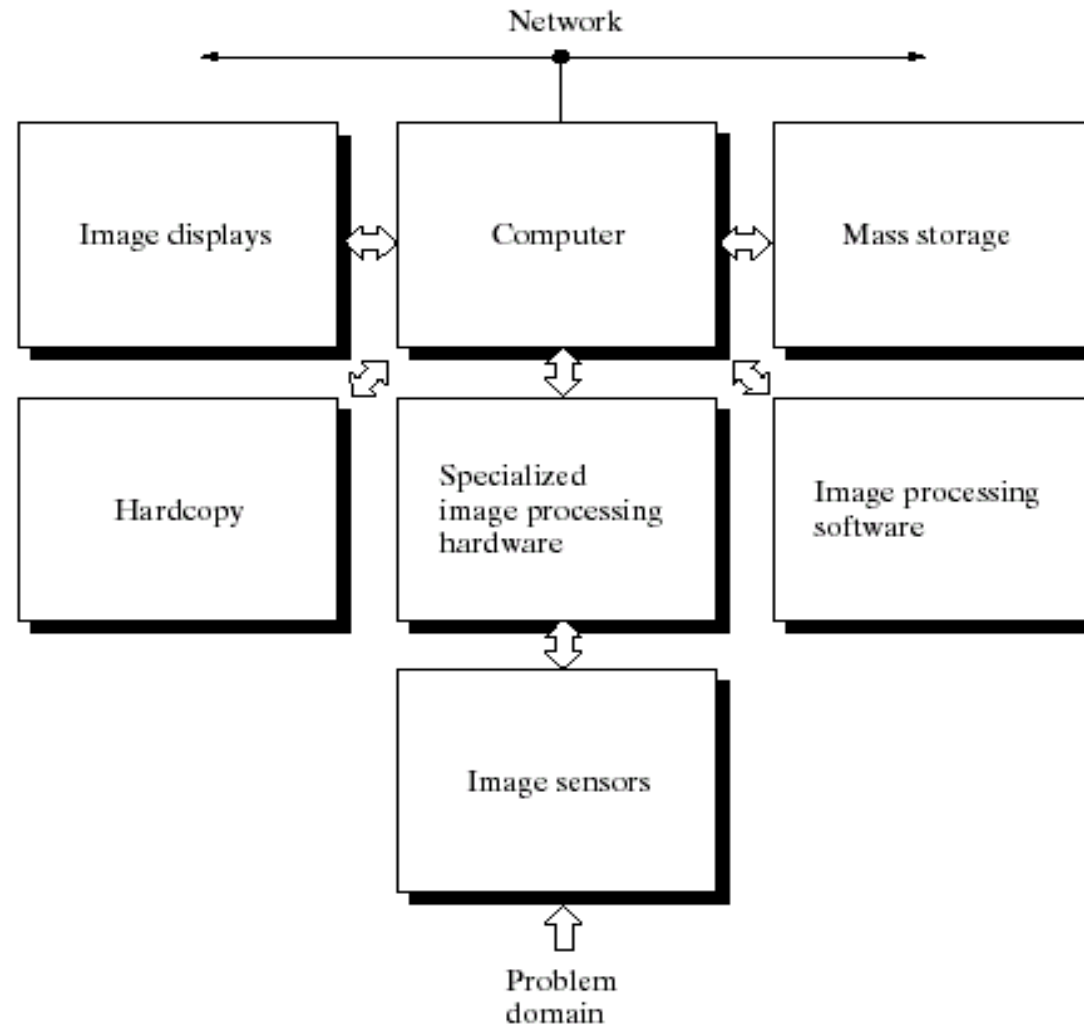 Network
Image displays
Computer
Mass storage
Hardcopy
Specialized
image processing
hardware
Image processing
software
Image sensors
Problem
domain